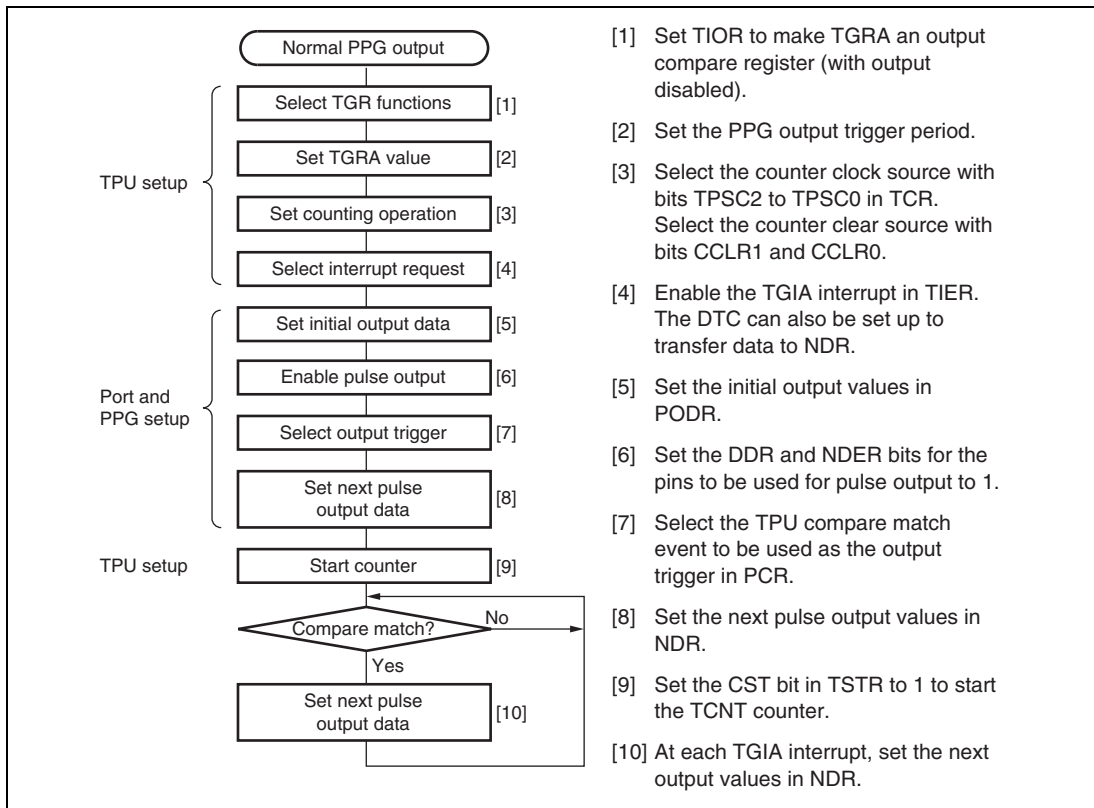 Normal PPG output
Select TGR functions [1]
Set TGRA value [2]
TPU setup
Set counting operation [3]
Select interrupt request [4]
Set initial output data [5]
Enable pulse output [6]
Port and
PPG setup
Select output trigger [7]
Set next pulse
output data
[8]
TPU setup
Start counter [9]
Compare match?
No
Yes
Set next pulse
output data
[10]
[1] Set TIOR to make TGRA an output
compare register (with output
disabled).
[2] Set the PPG output trigger period.
[3] Select the counter clock source with
bits TPSC2 to TPSC0 in TCR.
Select the counter clear source with
bits CCLR1 and CCLR0.
[4] Enable the TGIA interrupt in TIER.
The DTC can also be set up to
transfer data to NDR.
[5] Set the initial output values in
PODR.
[6] Set the DDR and NDER bits for the
pins to be used for pulse output to 1.
[7] Select the TPU compare match
event to be used as the output
trigger in PCR.
[8] Set the next pulse output values in
NDR.
[9] Set the CST bit in TSTR to 1 to start
the TCNT counter.
[10] At each TGIA interrupt, set the next
output values in NDR.